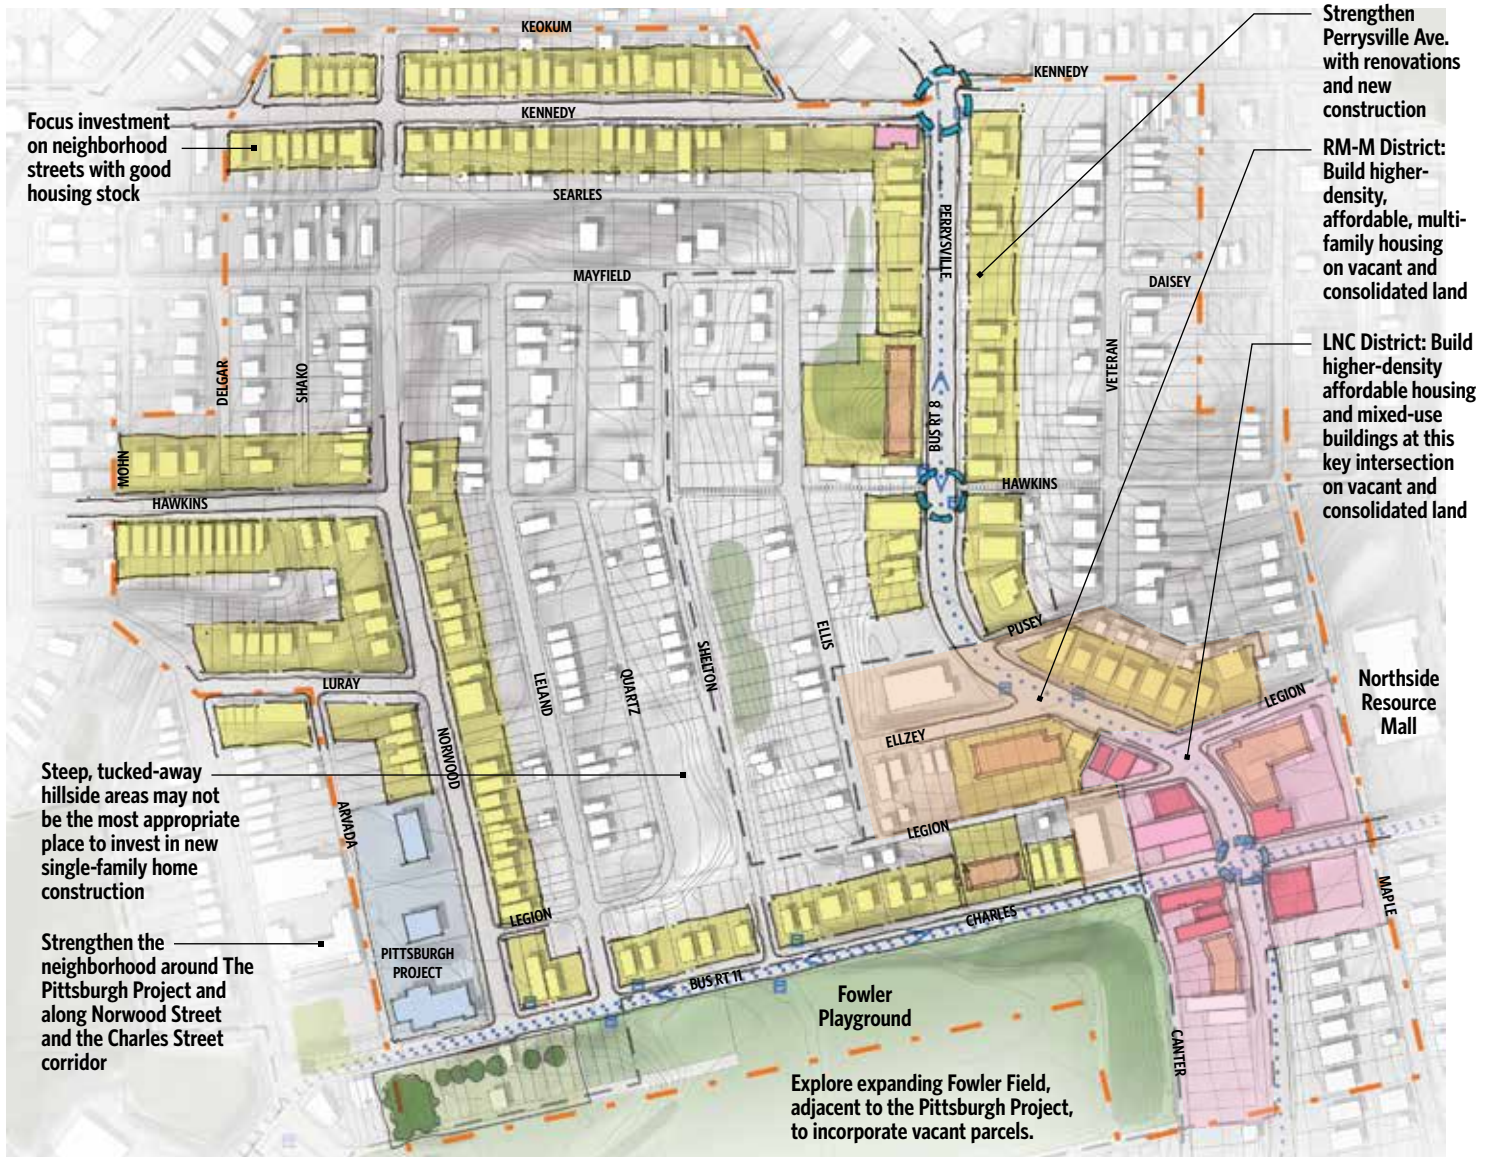 KEOKUM
Strengthen
Perrysville Ave.
with renovations
and new
construction
KENNEDY
KENNEDY
Focus investment
on neighborhood
streets with good
housing stock
RM-M District:
Build higher-
density,
affordable, multi-
family housing
on vacant and
consolidated land
SEARLES
PERRYSVILLE
MAYFIELD
DAISEY
LNC District: Build
higher-density
affordable housing
and mixed-use
buildings at this
key intersection
on vacant and
consolidated land
DELGAR
SHAKO
VETERAN
BUS RT 8
MOHN
HAWKINS
HAWKINS
PUSEY
ELLIS
SHELTON
QUARTZ
LELAND
LURAY
NORWOOD
LEGION
Northside
Resource
Mall
ELLZEY
Steep, tucked-away
hillside areas may not
be the most appropriate
place to invest in new
single-family home
construction
ARVADA
LEGION
MAPLE
LEGION
CHARLES
Strengthen the
neighborhood around The
Pittsburgh Project and
along Norwood Street
and the Charles Street
corridor
PITTSBURGH
PROJECT
BUS RT 11
Fowler
Playground
CANTER
Explore expanding Fowler Field,
adjacent to the Pittsburgh Project,
to incorporate vacant parcels.